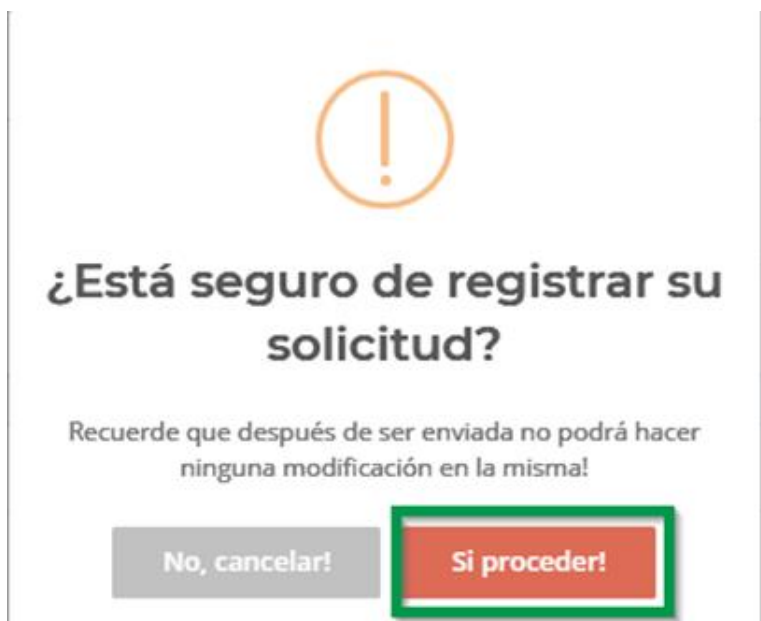 ¿Está seguro de registrar su
solicitud?
Recuerde que después de ser enviada no podrá hacer
ninguna modificación en la misma!
No, cancelar!
Si proceder!